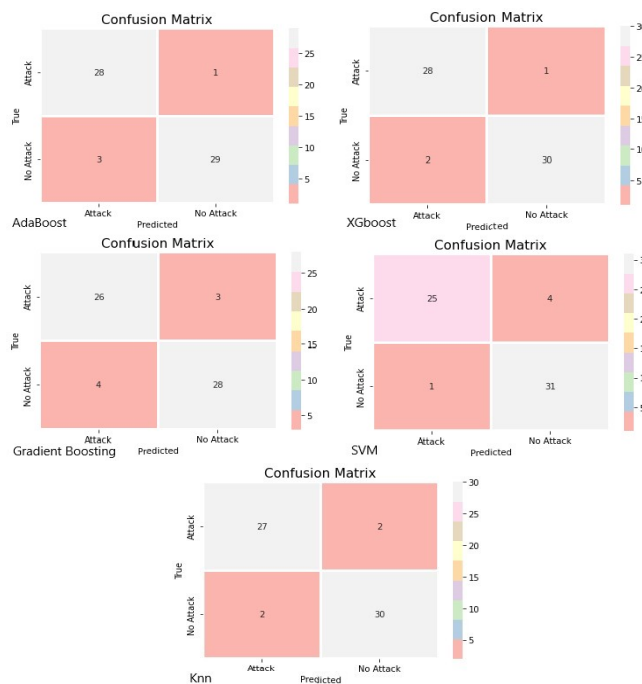 Confusion Matrix
Attack
No Attack
True
28
1
3
29
25
20
15
10
5
Attack
No Attack
Predicted
AdaBoost
Confusion Matrix
Attack
No Attack
True
28
1
2
30
30
5
Attack
No Attack
Predicted
XGboost
Confusion Matrix
Attack
No Attack
True
26
3
4
28
25
20
15
10
5
Attack
No Attack
Predicted
Gradient Boosting
Confusion Matrix
Attack
No Attack
True
25
4
1
31
5
Attack
No Attack
Predicted
SVM
Confusion Matrix
Attack
No Attack
True
27
2
2
30
30
25
20
15
10
5
Attack
No Attack
Predicted
Knn